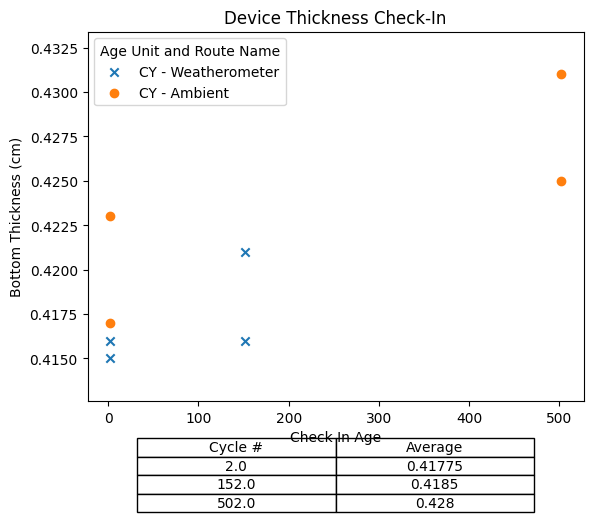 Device Thickness Check-In
Age Unit and Route Name
CY - Weatherometer
CY - Ambient
Bottom Thickness (cm)
0.4325
0.4300
0.4275
0.4250
0.4225
0.4200
0.4175
0.4150
0 100 200 300 400 500
Check In Age
Cycle # Average
2.0 0.41775
152.0 0.4185
502.0 0.428